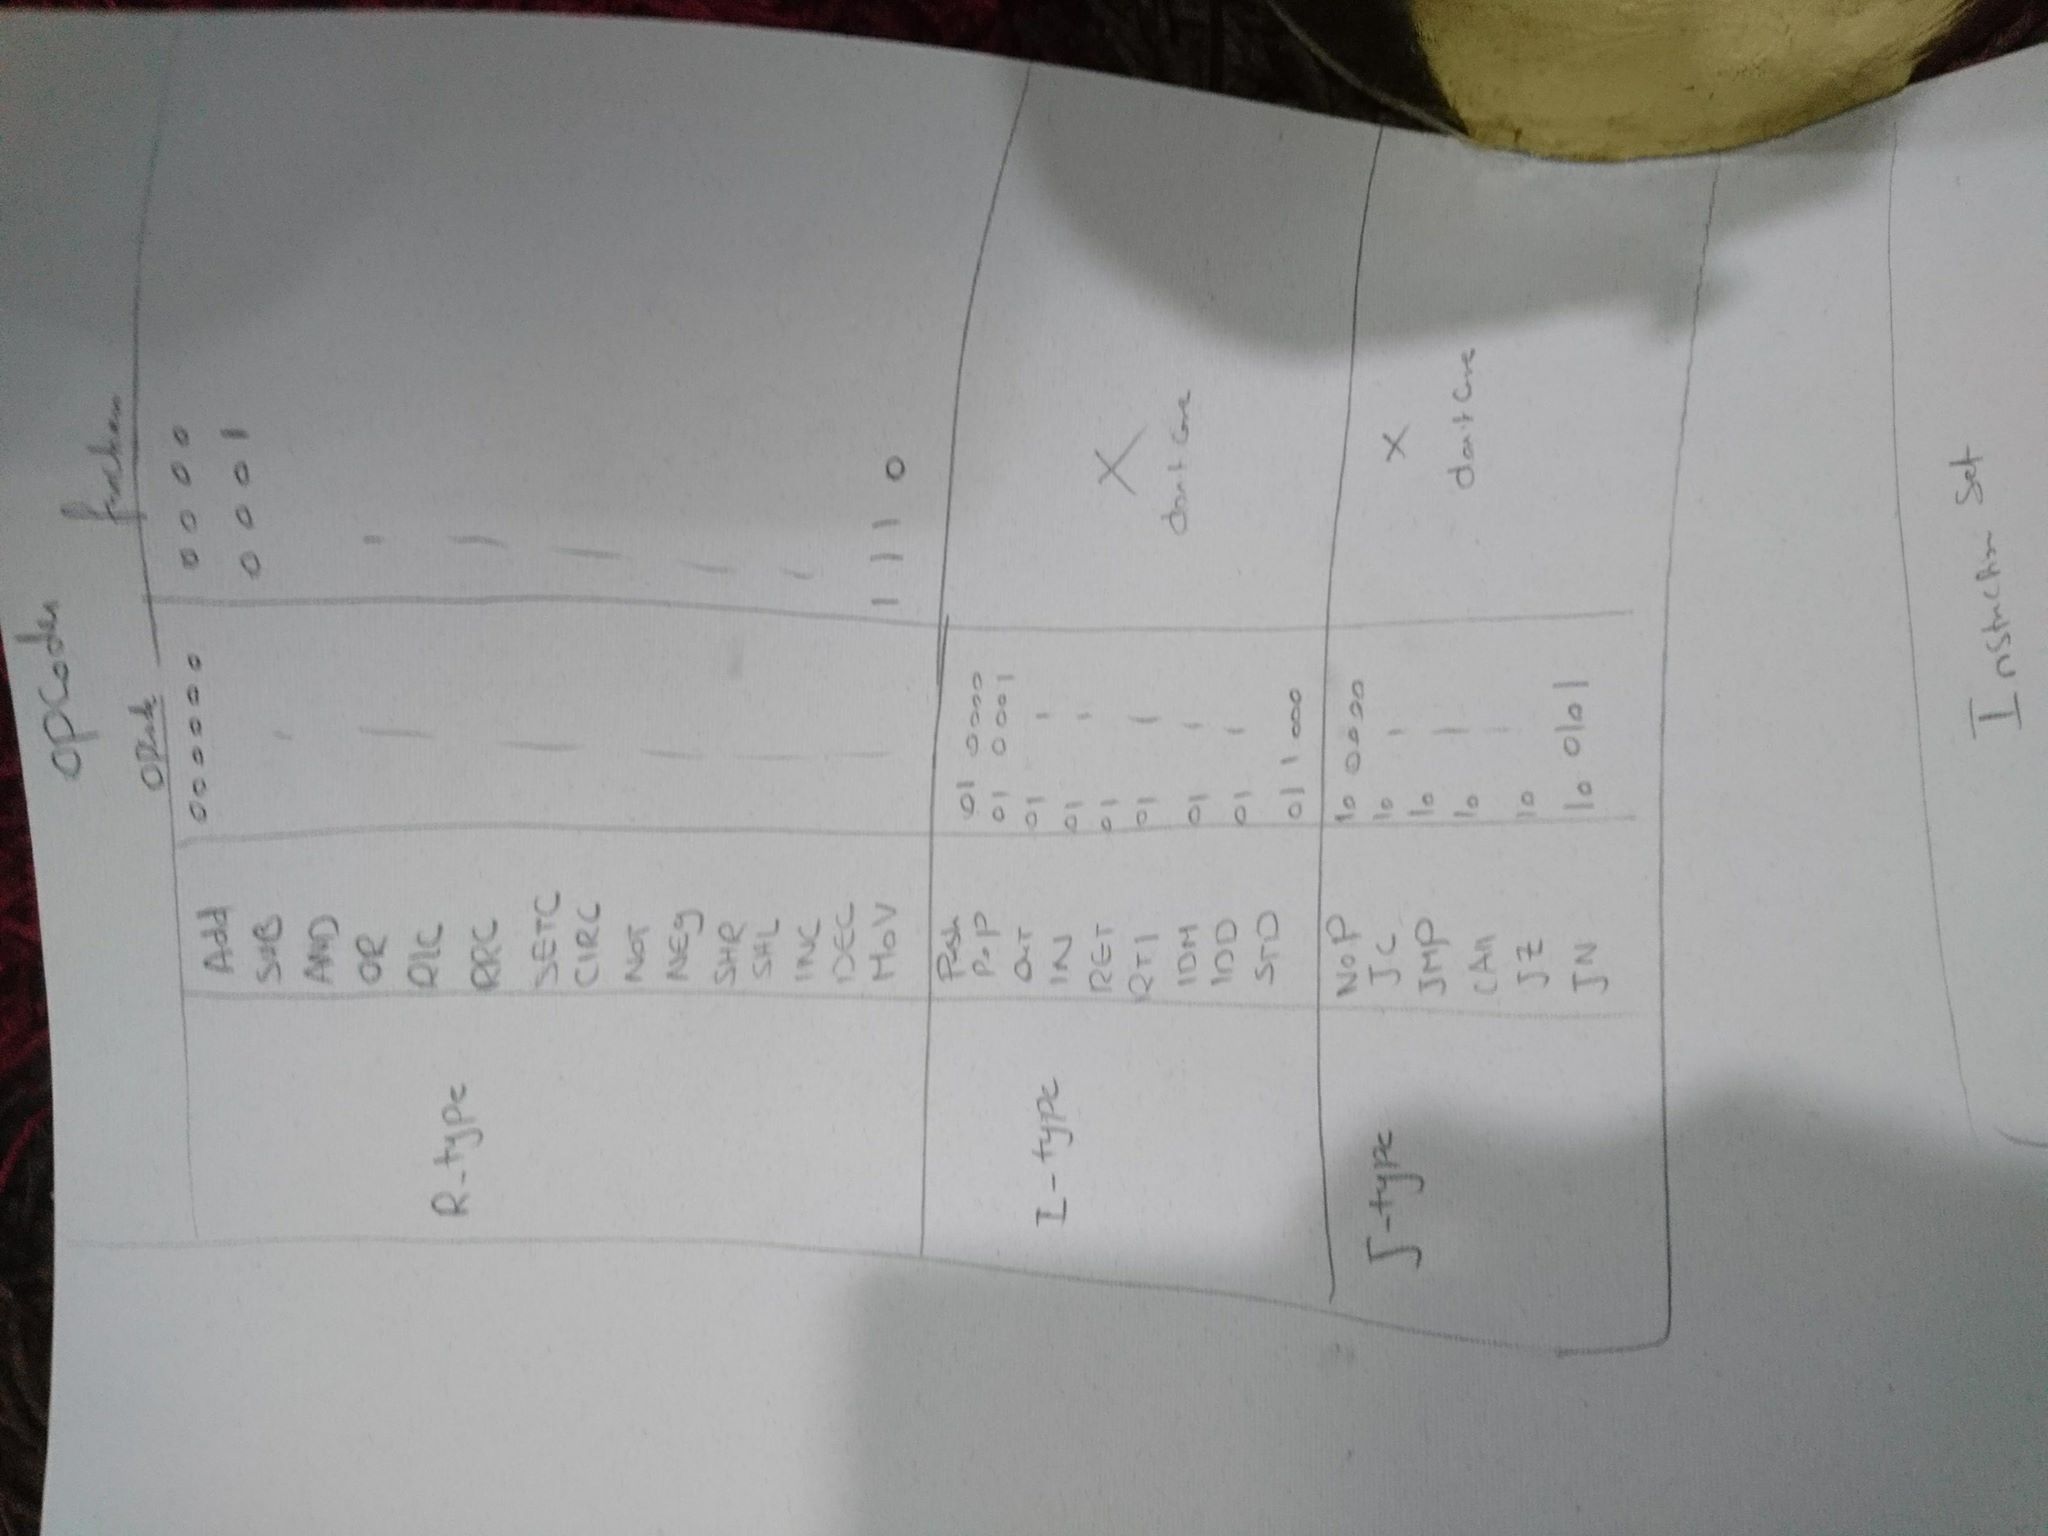 opcodes
opcode function
Add 000000 0000
SUB 0001
AND
OR
R-type RLC
RRC
SETC
CLRC
NOT
NEg
SHR
SHL
INC
DEC
MoV 1110
Push 01 0000
PoP 01 0001
OuT 01
I-type IN 01
RET 01
RTI 01
lDM 01
lDD 01
STD 01 1000
NoP 10 0000
J-type JC 10
JMP 10
CAll 10
JZ 10
JN 10 0101
X
don't Care
X
don't Care
Instruction Set